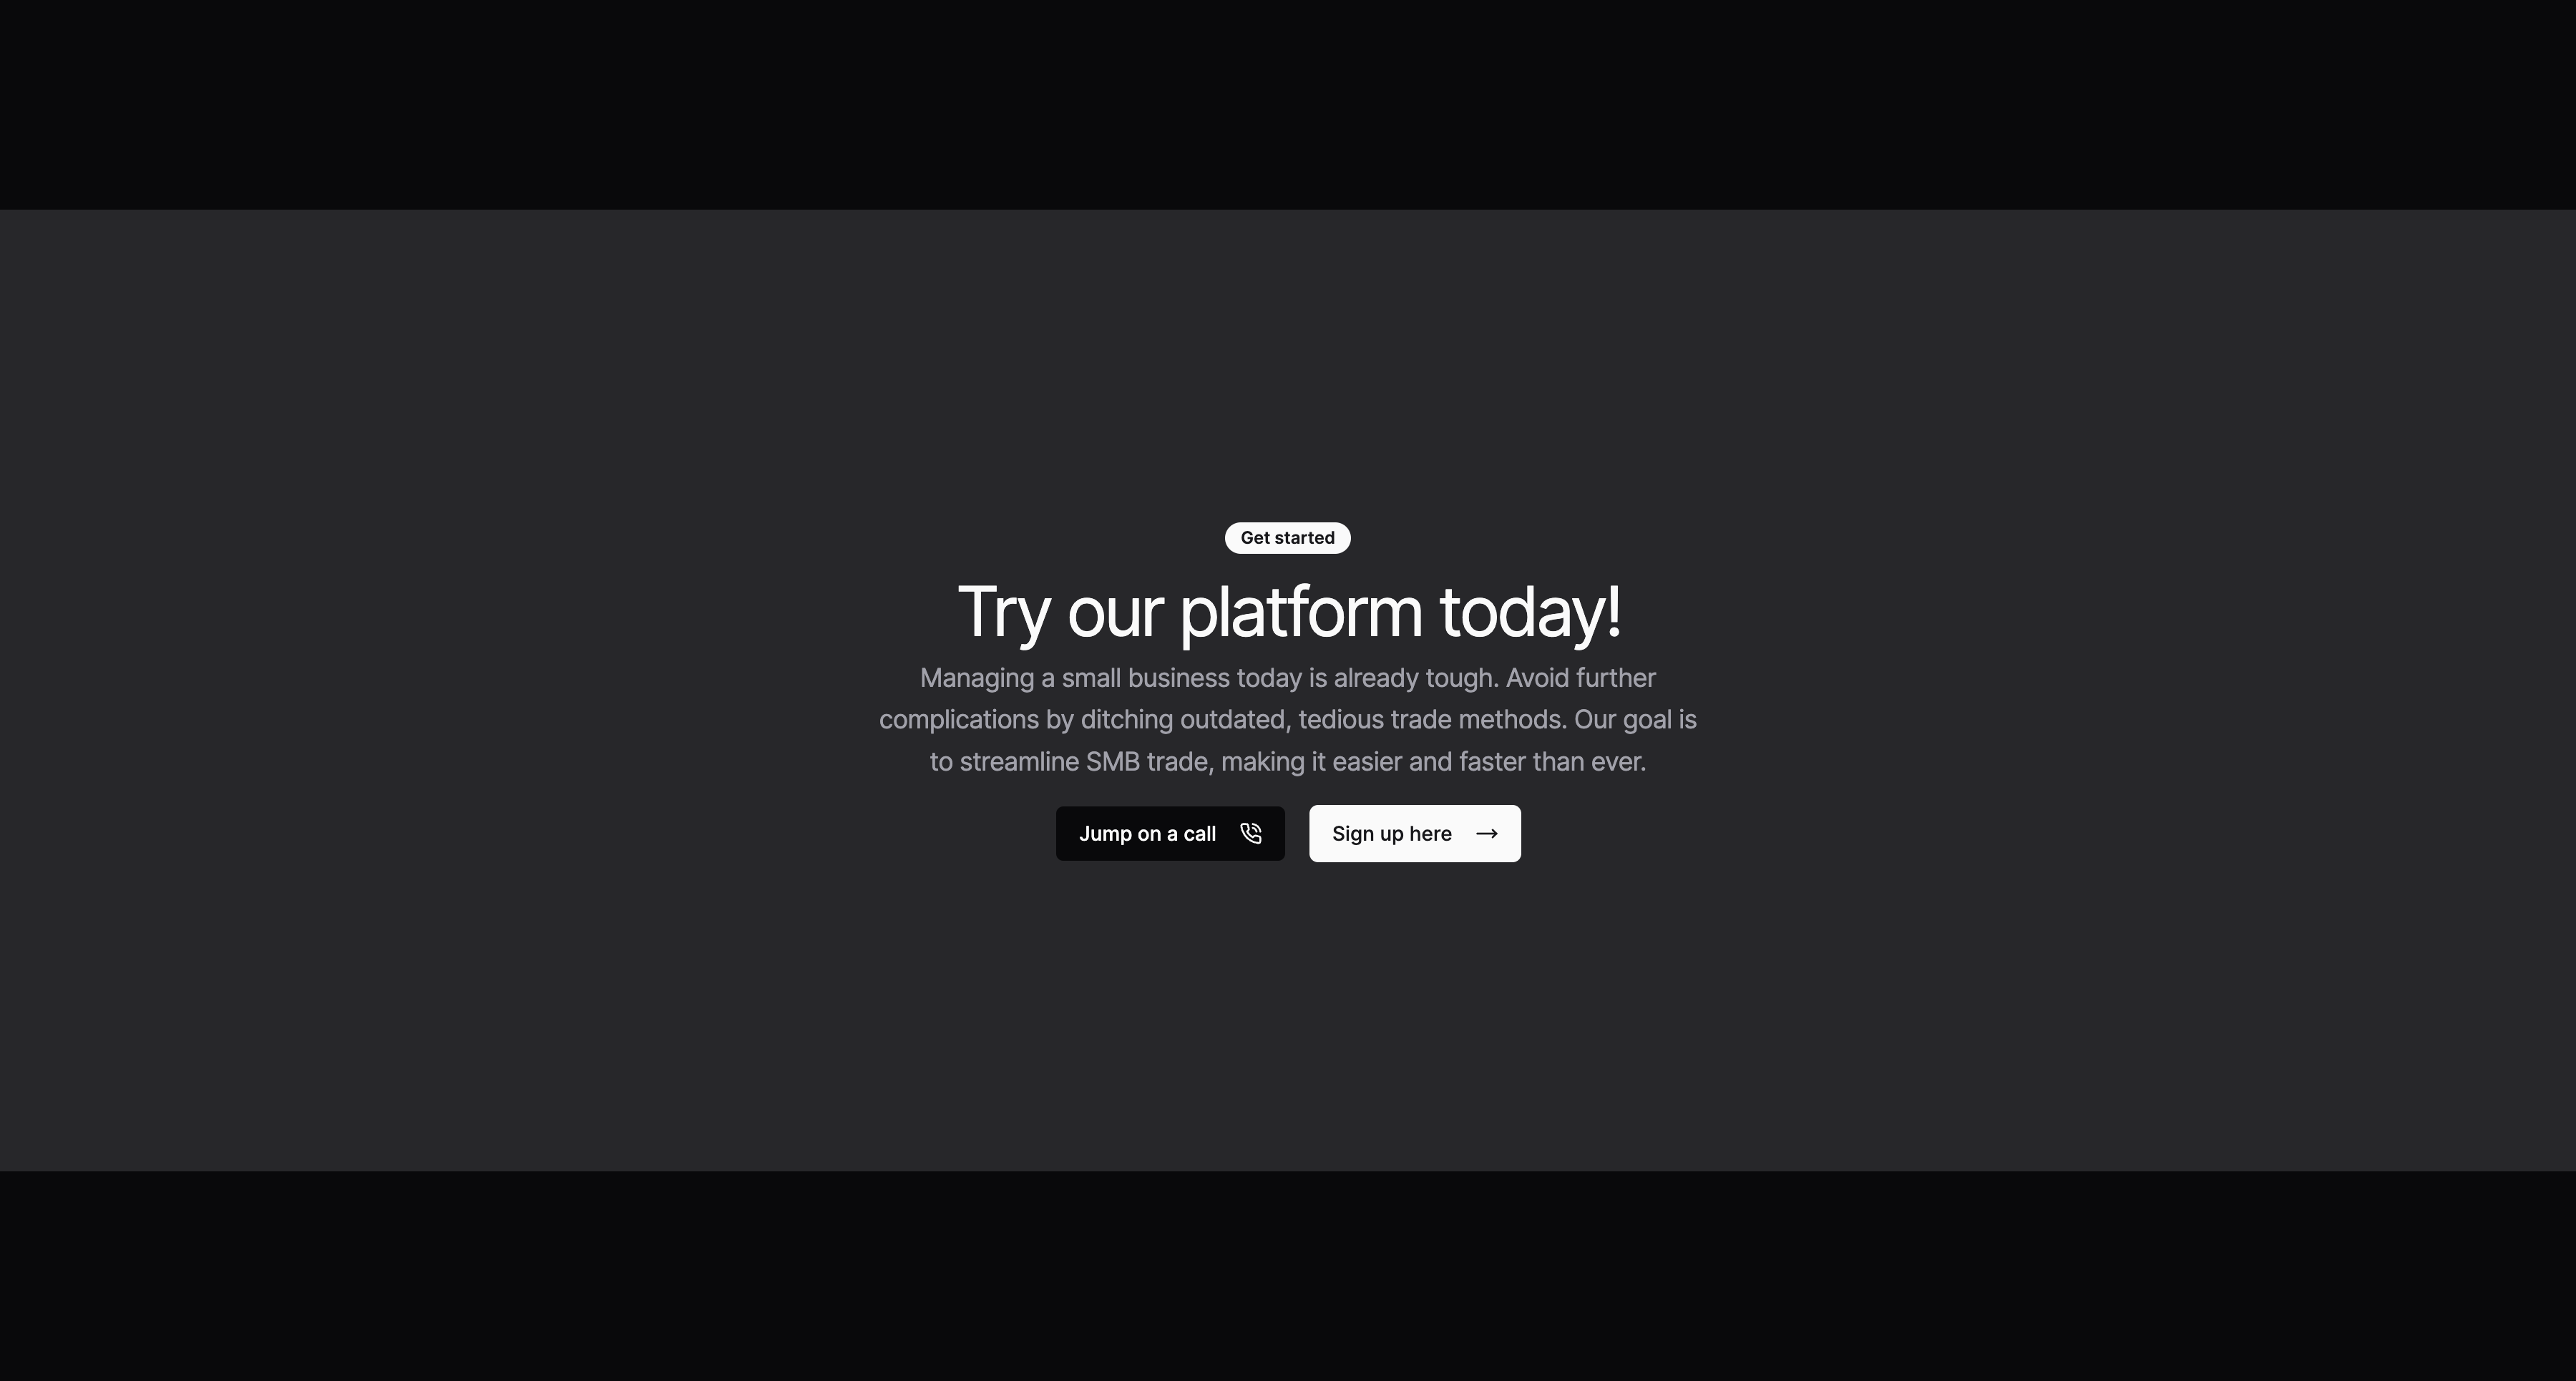 Get started
Try our platform today!
Managing a small business today is already tough. Avoid further
complications by ditching outdated, tedious trade methods. Our goal is
to streamline SMB trade, making it easier and faster than ever.
Jump on a call
Sign up here